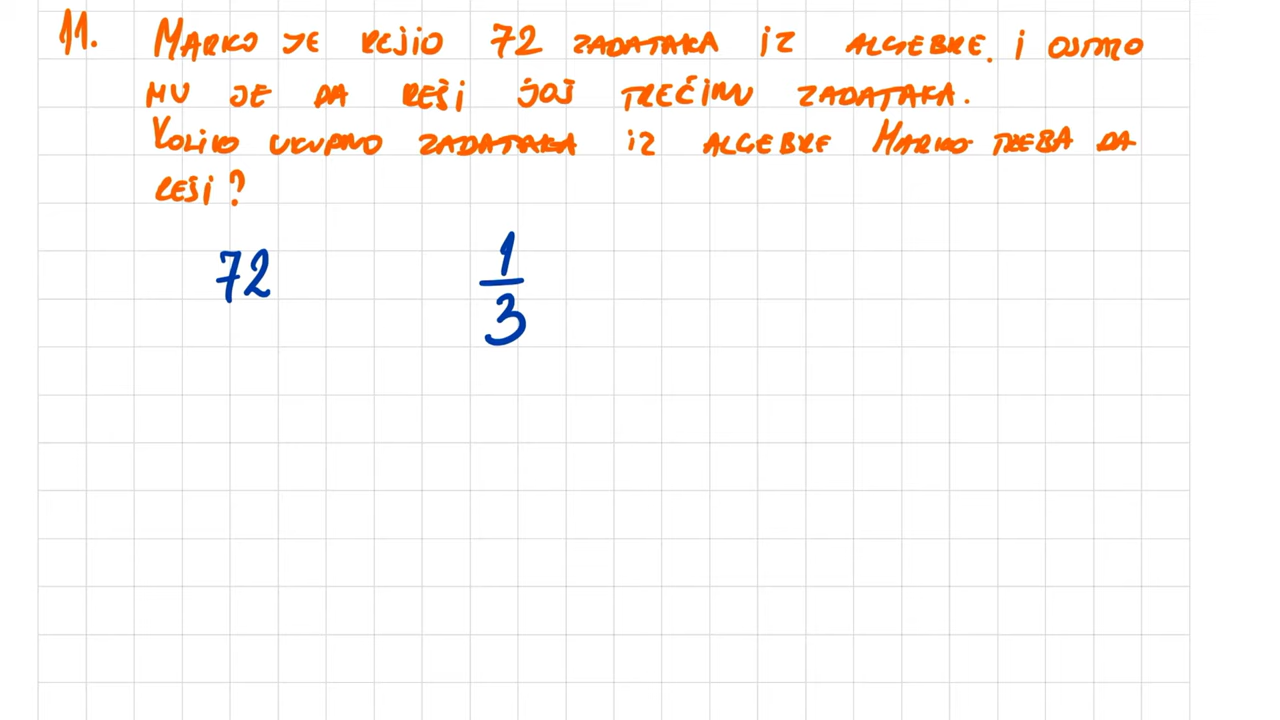 11. MARKO JE REŠIO 72 ZADATAKA IZ ALGEBRE. I OSTALO
MU JE DA REŠI JOŠ TREĆINU ZADATAKA.
KOLIKO UKUPNO ZADATAKA IZ ALGEBRE MARKO TREBA DA
REŠI?
72 1/3